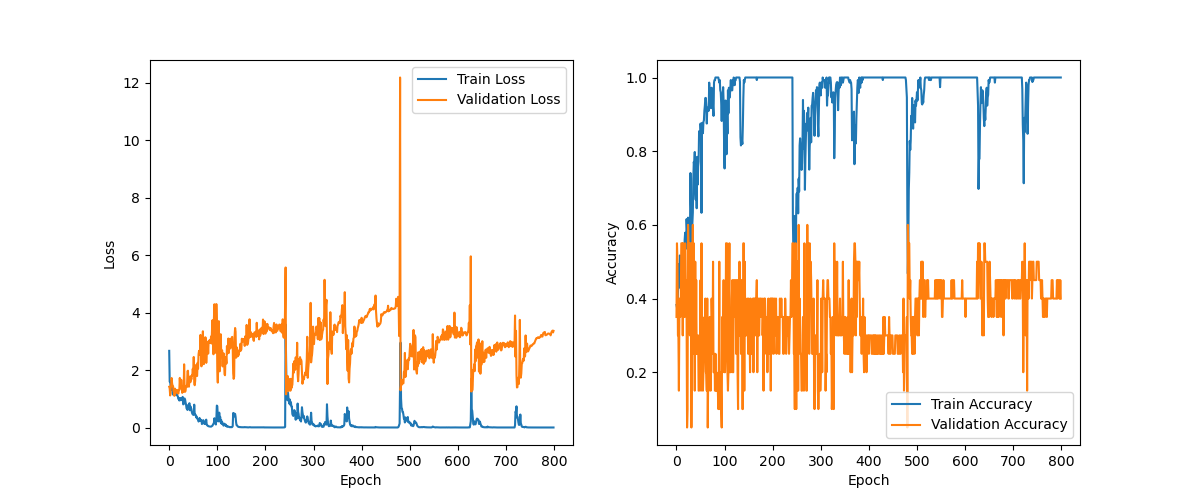 Train Loss
Validation Loss
12
10
8
6
4
2
0
Loss
0 100 200 300 400 500 600 700 800
Epoch
1.0
0.8
0.6
0.4
0.2
Accuracy
Train Accuracy
Validation Accuracy
0 100 200 300 400 500 600 700 800
Epoch